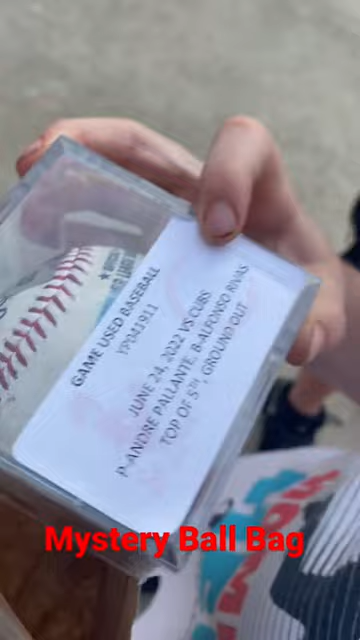 GAME USED BASEBALL
YP041911
JUNE 24, 2022 VS CUBS
P-ANDRE PALLANTE, B-ALFONSO RIVAS
TOP OF 5TH, GROUND OUT
Mystery Ball Bag